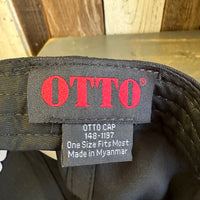 OTTO®
OTTO CAP
148-1197
One Size Fits Most
Made in Myanmar